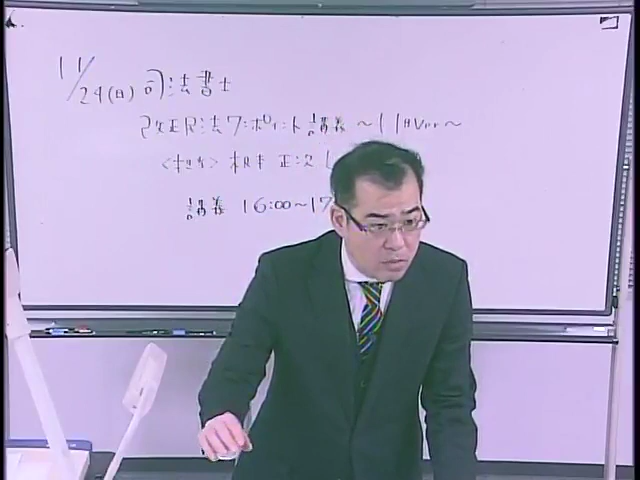 11/24(日) 司法書士
改正民法ワンポイント講義 ～11月Ver～
<担当> 根本 正次 L
講義 16:00～17